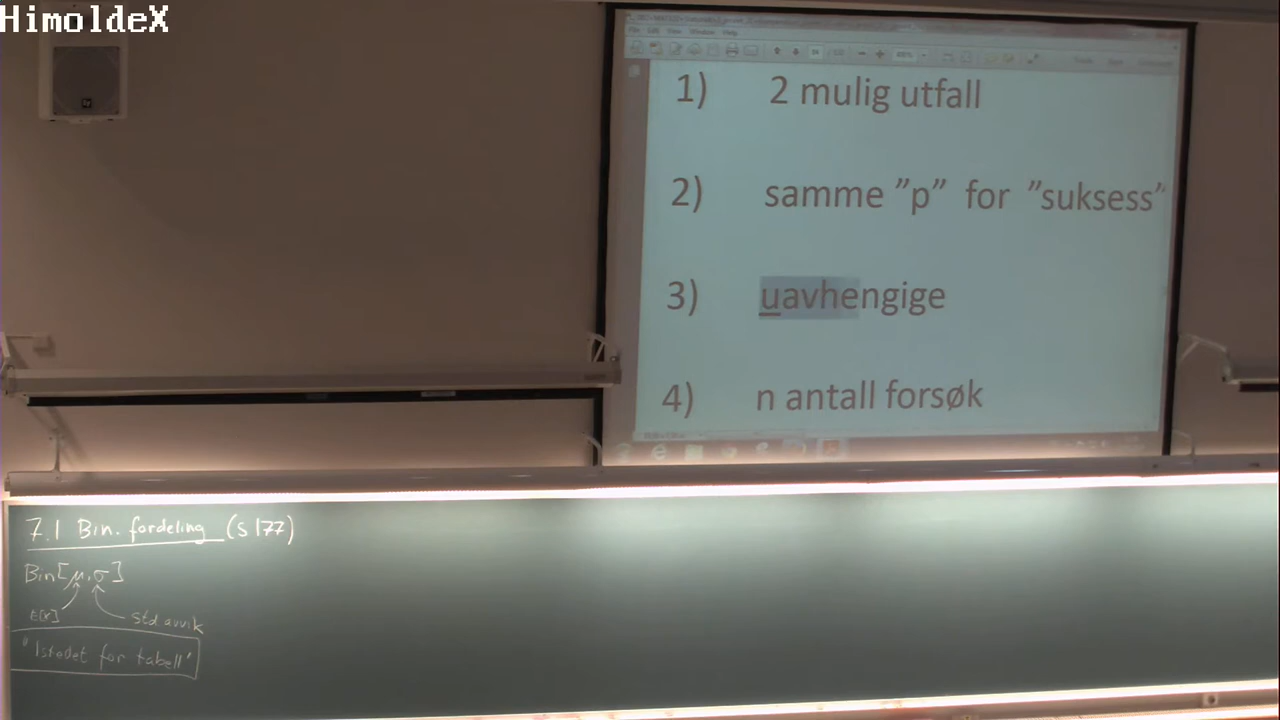 HimoldeX
1) 2 mulig utfall
2) samme ”p” for ”suksess”
3) uavhengige
4) n antall forsøk
7.1 Bin. fordeling (s 177)
Bin[μ,σ]
E[X] std avvik
"Istedet for tabell"